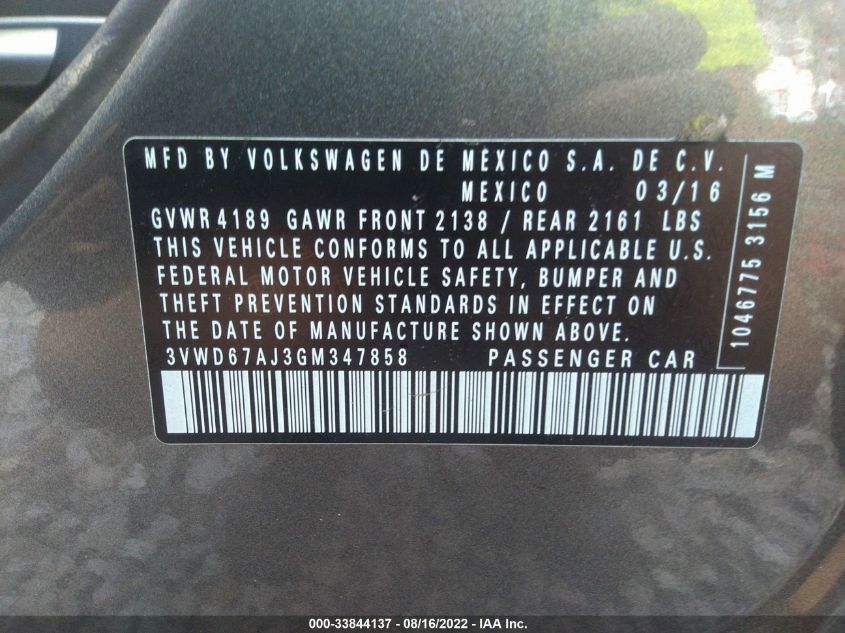 MFD BY VOLKSWAGEN DE MEXICO S.A. DE C.V.
MEXICO 03/16
GVWR 4189 GAWR FRONT 2138 / REAR 2161 LBS
THIS VEHICLE CONFORMS TO ALL APPLICABLE U.S.
FEDERAL MOTOR VEHICLE SAFETY, BUMPER AND
THEFT PREVENTION STANDARDS IN EFFECT ON
THE DATE OF MANUFACTURE SHOWN ABOVE.
3VWD67AJ3GM347858 PASSENGER CAR
1046775 3156 M
000-33844137 - 08/16/2022 - IAA Inc.